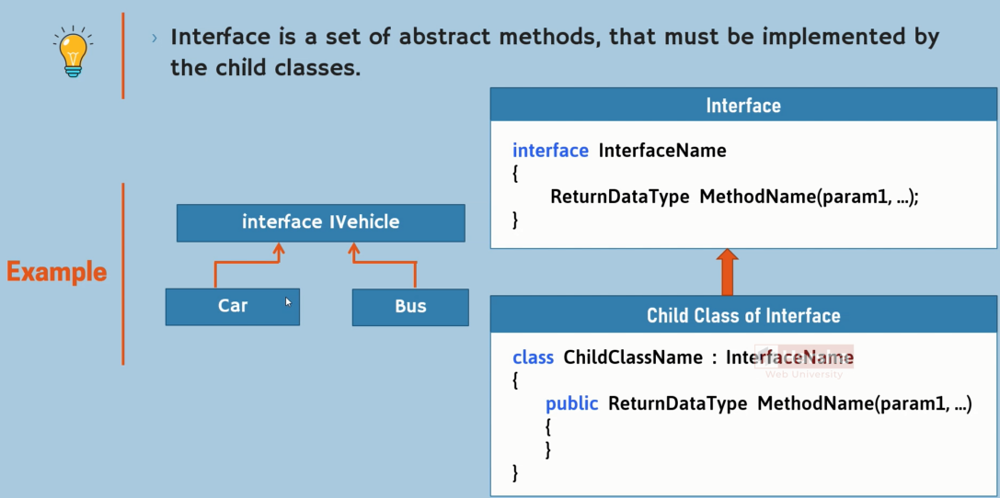 › Interface is a set of abstract methods, that must be implemented by
the child classes.
Example
interface IVehicle
Car
Bus
Interface
interface InterfaceName
{
ReturnDataType MethodName(param1, ...);
}
Child Class of Interface
class ChildClassName : InterfaceName
{
public ReturnDataType MethodName(param1, ...)
{
}
}
Web University